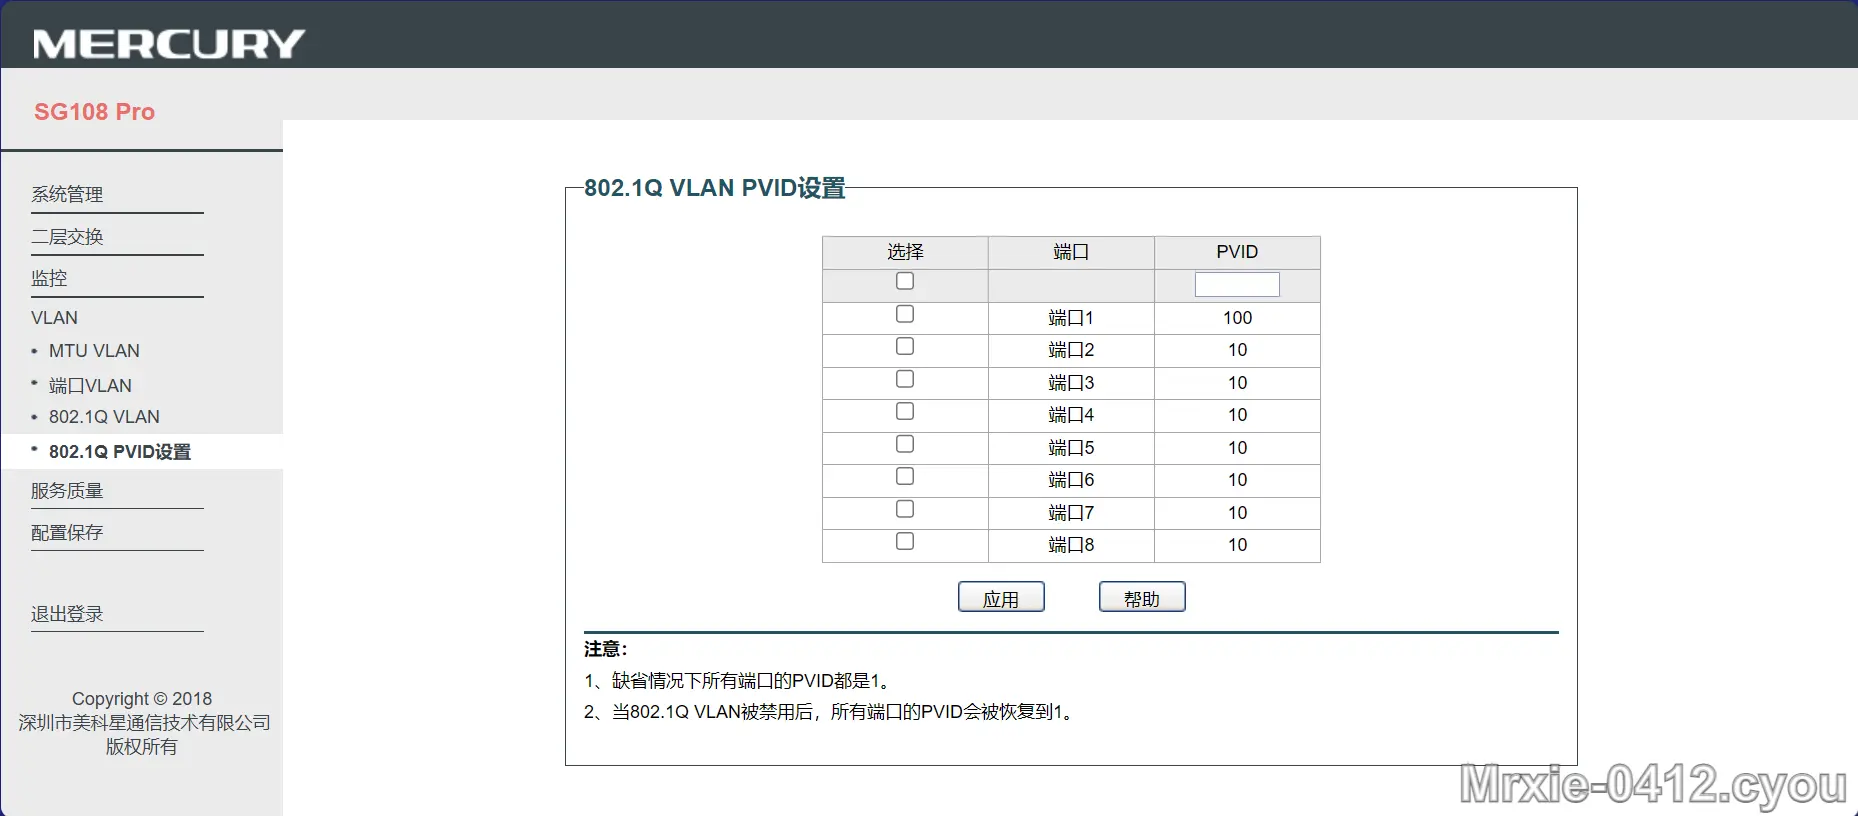 MERCURY
SG108 Pro
系统管理
二层交换
监控
VLAN
• MTU VLAN
• 端口VLAN
• 802.1Q VLAN
• 802.1Q PVID设置
服务质量
配置保存
退出登录
Copyright © 2018
深圳市美科星通信技术有限公司
版权所有
802.1Q VLAN PVID设置
选择 端口 PVID
端口1 100
端口2 10
端口3 10
端口4 10
端口5 10
端口6 10
端口7 10
端口8 10
应用 帮助
注意：
1、缺省情况下所有端口的PVID都是1。
2、当802.1Q VLAN被禁用后，所有端口的PVID会被恢复到1。
Mrxie-0412.cyou